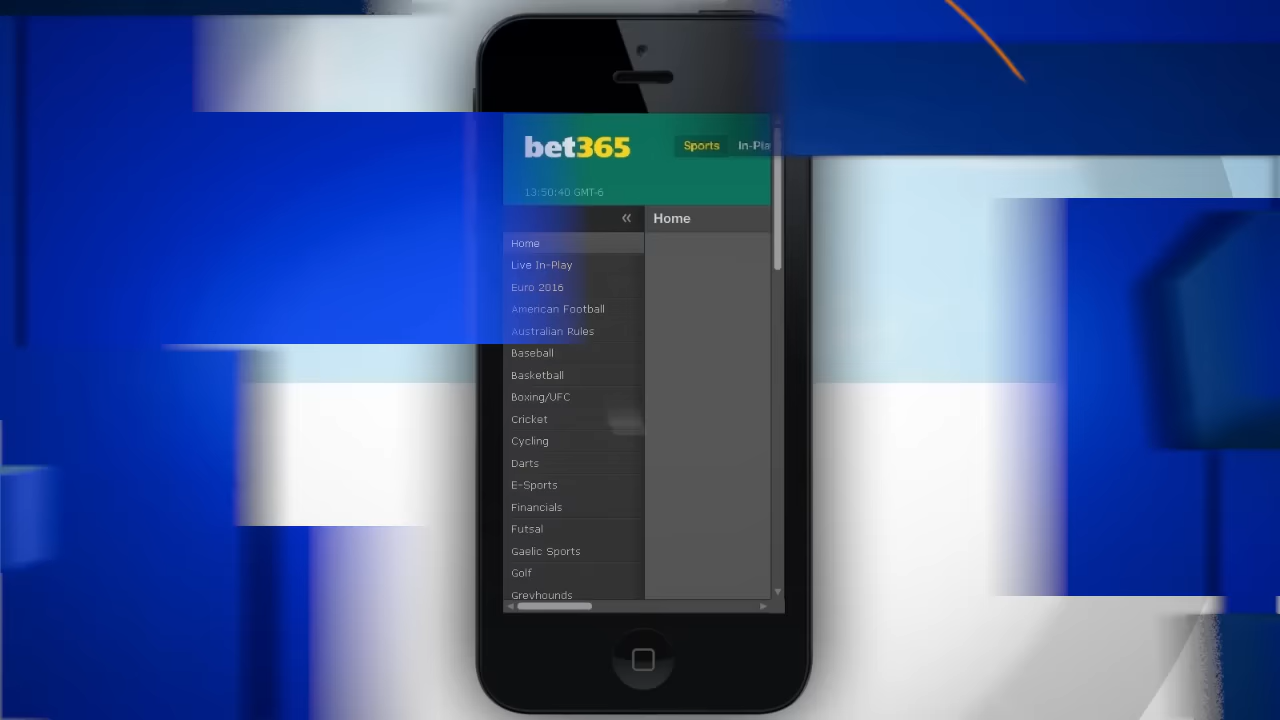 bet365
Sports In-Pla
13:50:40 GMT-6
« Home
Home
Live In-Play
Euro 2016
American Football
Australian Rules
Baseball
Basketball
Boxing/UFC
Cricket
Cycling
Darts
E-Sports
Financials
Futsal
Gaelic Sports
Golf
Greyhounds